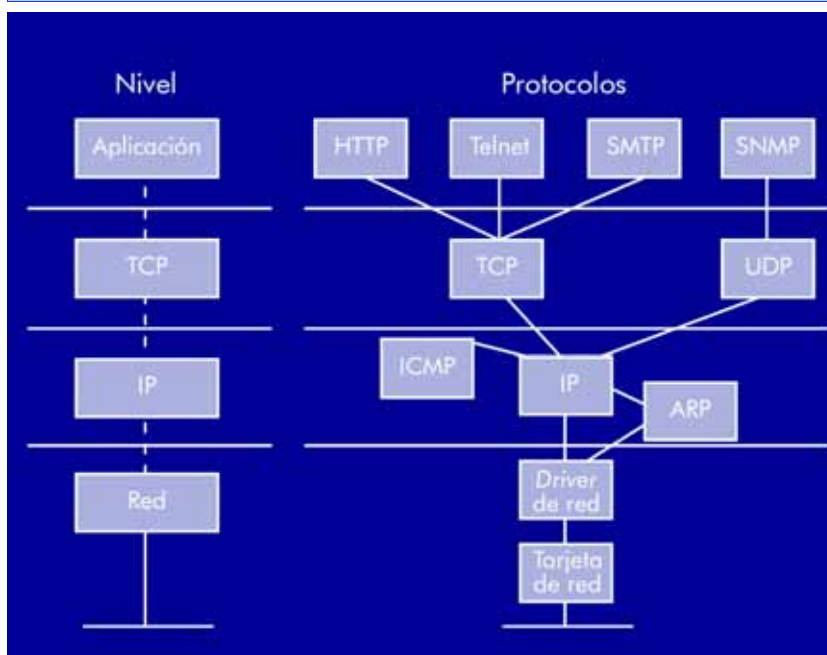 Nivel
Protocolos
Aplicación
HTTP
Telnet
SMTP
SNMP
TCP
TCP
UDP
IP
ICMP
IP
ARP
Red
Driver
de red
Tarjeta
de red